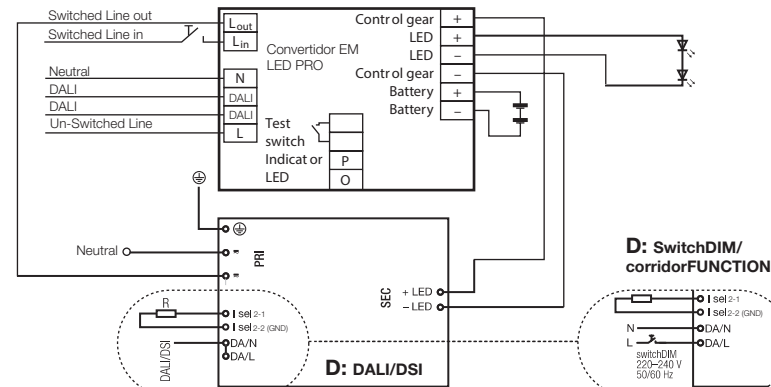 Switched Line out
Switched Line in
Neutral
DALI
DALI
Un-Switched Line
Lout
Lin
N
DALI
DALI
L
Convertidor EM
LED PRO
Test
switch
Indicat or
LED
P
O
Control gear +
LED +
LED –
Control gear –
Battery +
Battery –
Neutral
PRI
SEC
+ LED
– LED
R
I sel 2-1
I sel 2-2 (GND)
DA/N
DA/L
DALI/DSI
D: DALI/DSI
D: SwitchDIM/
corridorFUNCTION
I sel 2-1
I sel 2-2 (GND)
N
DA/N
L
DA/L
switchDIM
220–240 V
50/60 Hz